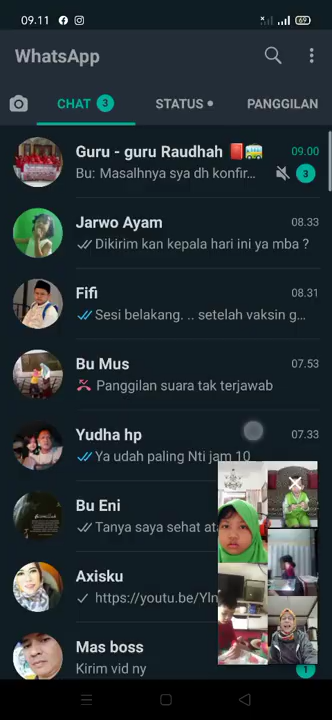 09.11
69
WhatsApp
CHAT 3
STATUS
PANGGILAN
Guru - guru Raudhah
09.00
Bu: Masalhnya sya dh konfir...
3
Jarwo Ayam
08.33
Dikirim kan kepala hari ini ya mba ?
Fifi
08.31
Sesi belakang. .. setelah vaksin g...
Bu Mus
07.53
Panggilan suara tak terjawab
Yudha hp
07.33
Ya udah paling Nti jam 10
Bu Eni
Tanya saya sehat at
Axisku
https://youtu.be/YIn
Mas boss
Kirim vid ny
1